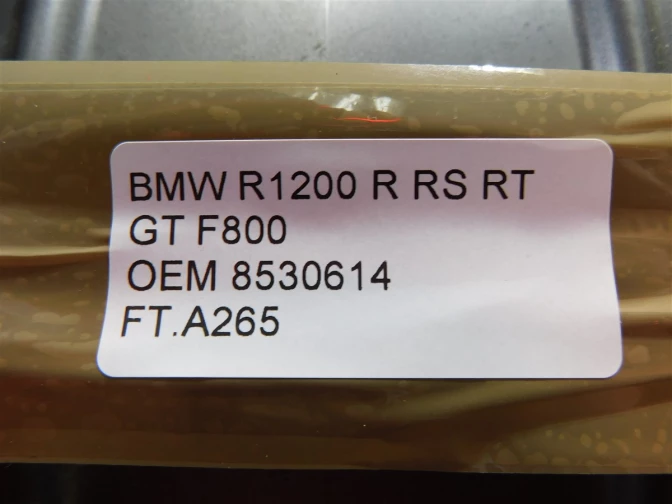 BMW R1200 R RS RT
GT F800
OEM 8530614
FT.A265